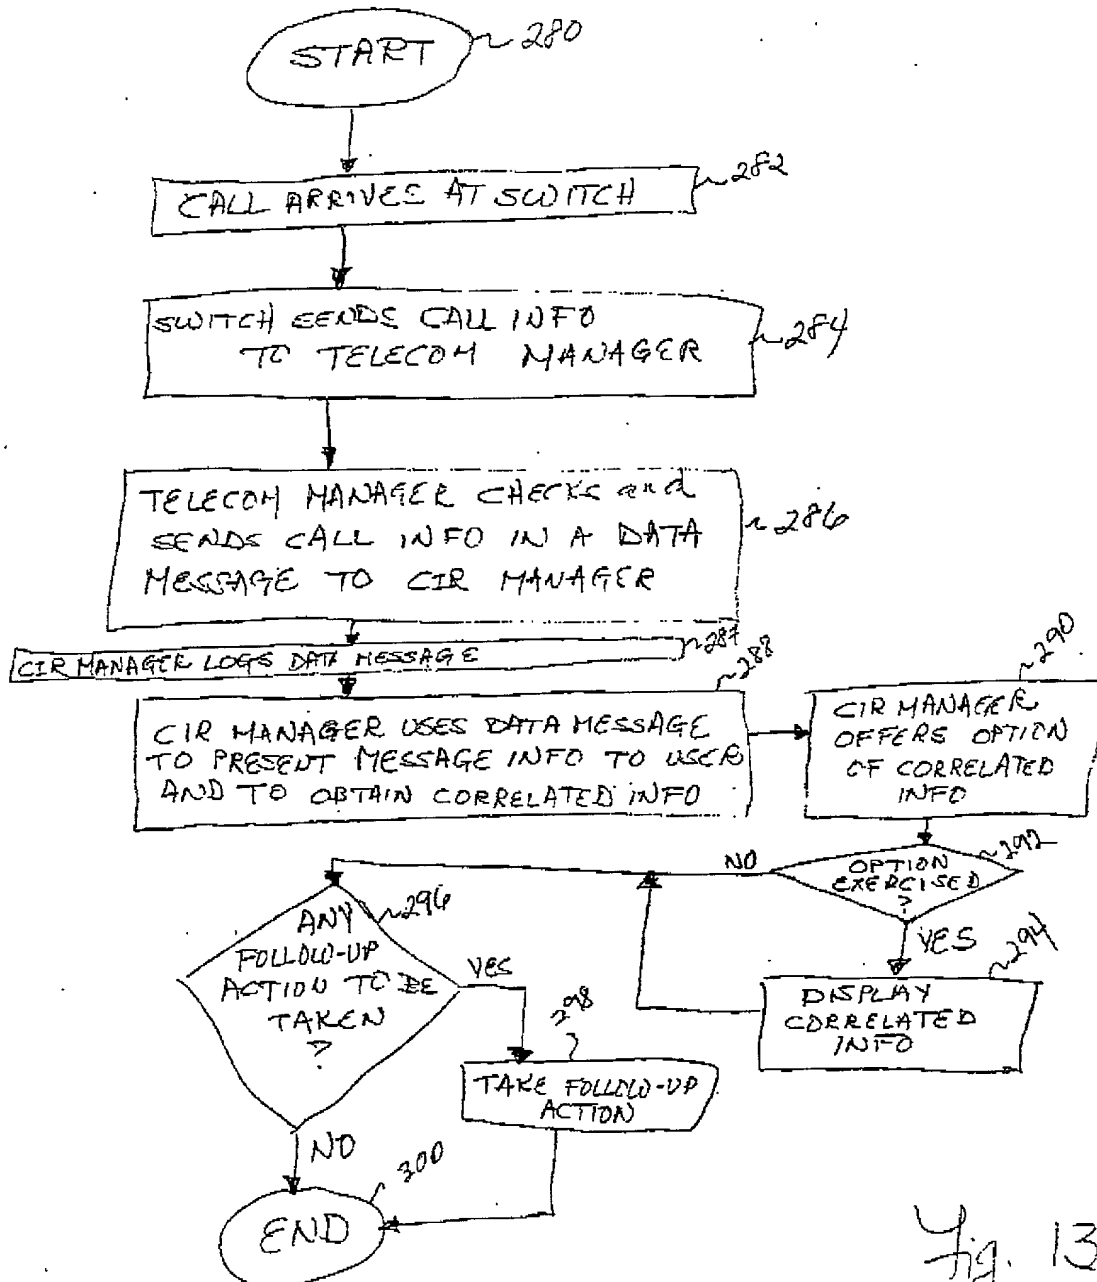 START
280
CALL ARRIVES AT SWITCH
282
SWITCH SENDS CALL INFO
TO TELECOM MANAGER
284
TELECOM MANAGER CHECKS and
SENDS CALL INFO IN A DATA
MESSAGE TO CIR MANAGER
286
CIR MANAGER LOGS DATA MESSAGE
287
288
CIR MANAGER USES DATA MESSAGE
TO PRESENT MESSAGE INFO TO USER
AND TO OBTAIN CORRELATED INFO
290
CIR MANAGER
OFFERS OPTION
OF CORRELATED
INFO
OPTION
EXERCISED
?
292
NO
YES
294
DISPLAY
CORRELATED
INFO
296
ANY
FOLLOW-UP
ACTION TO BE
TAKEN
?
YES
298
TAKE FOLLOW-UP
ACTION
NO
300
END
Fig. 13